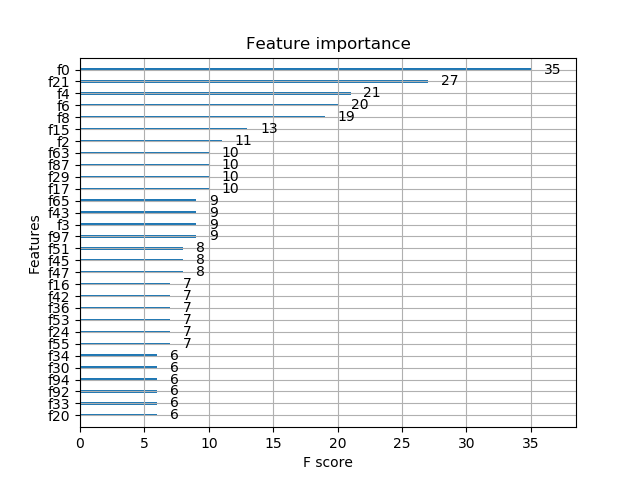 Feature importance
f0 35
f21 27
f4 21
f6 20
f8 19
f15 13
f2 11
f63 10
f87 10
f29 10
f17 10
f65 9
f43 9
f3 9
f97 9
f51 8
f45 8
f47 8
f16 7
f42 7
f36 7
f53 7
f24 7
f55 7
f34 6
f30 6
f94 6
f92 6
f33 6
f20 6
Features
0 5 10 15 20 25 30 35
F score